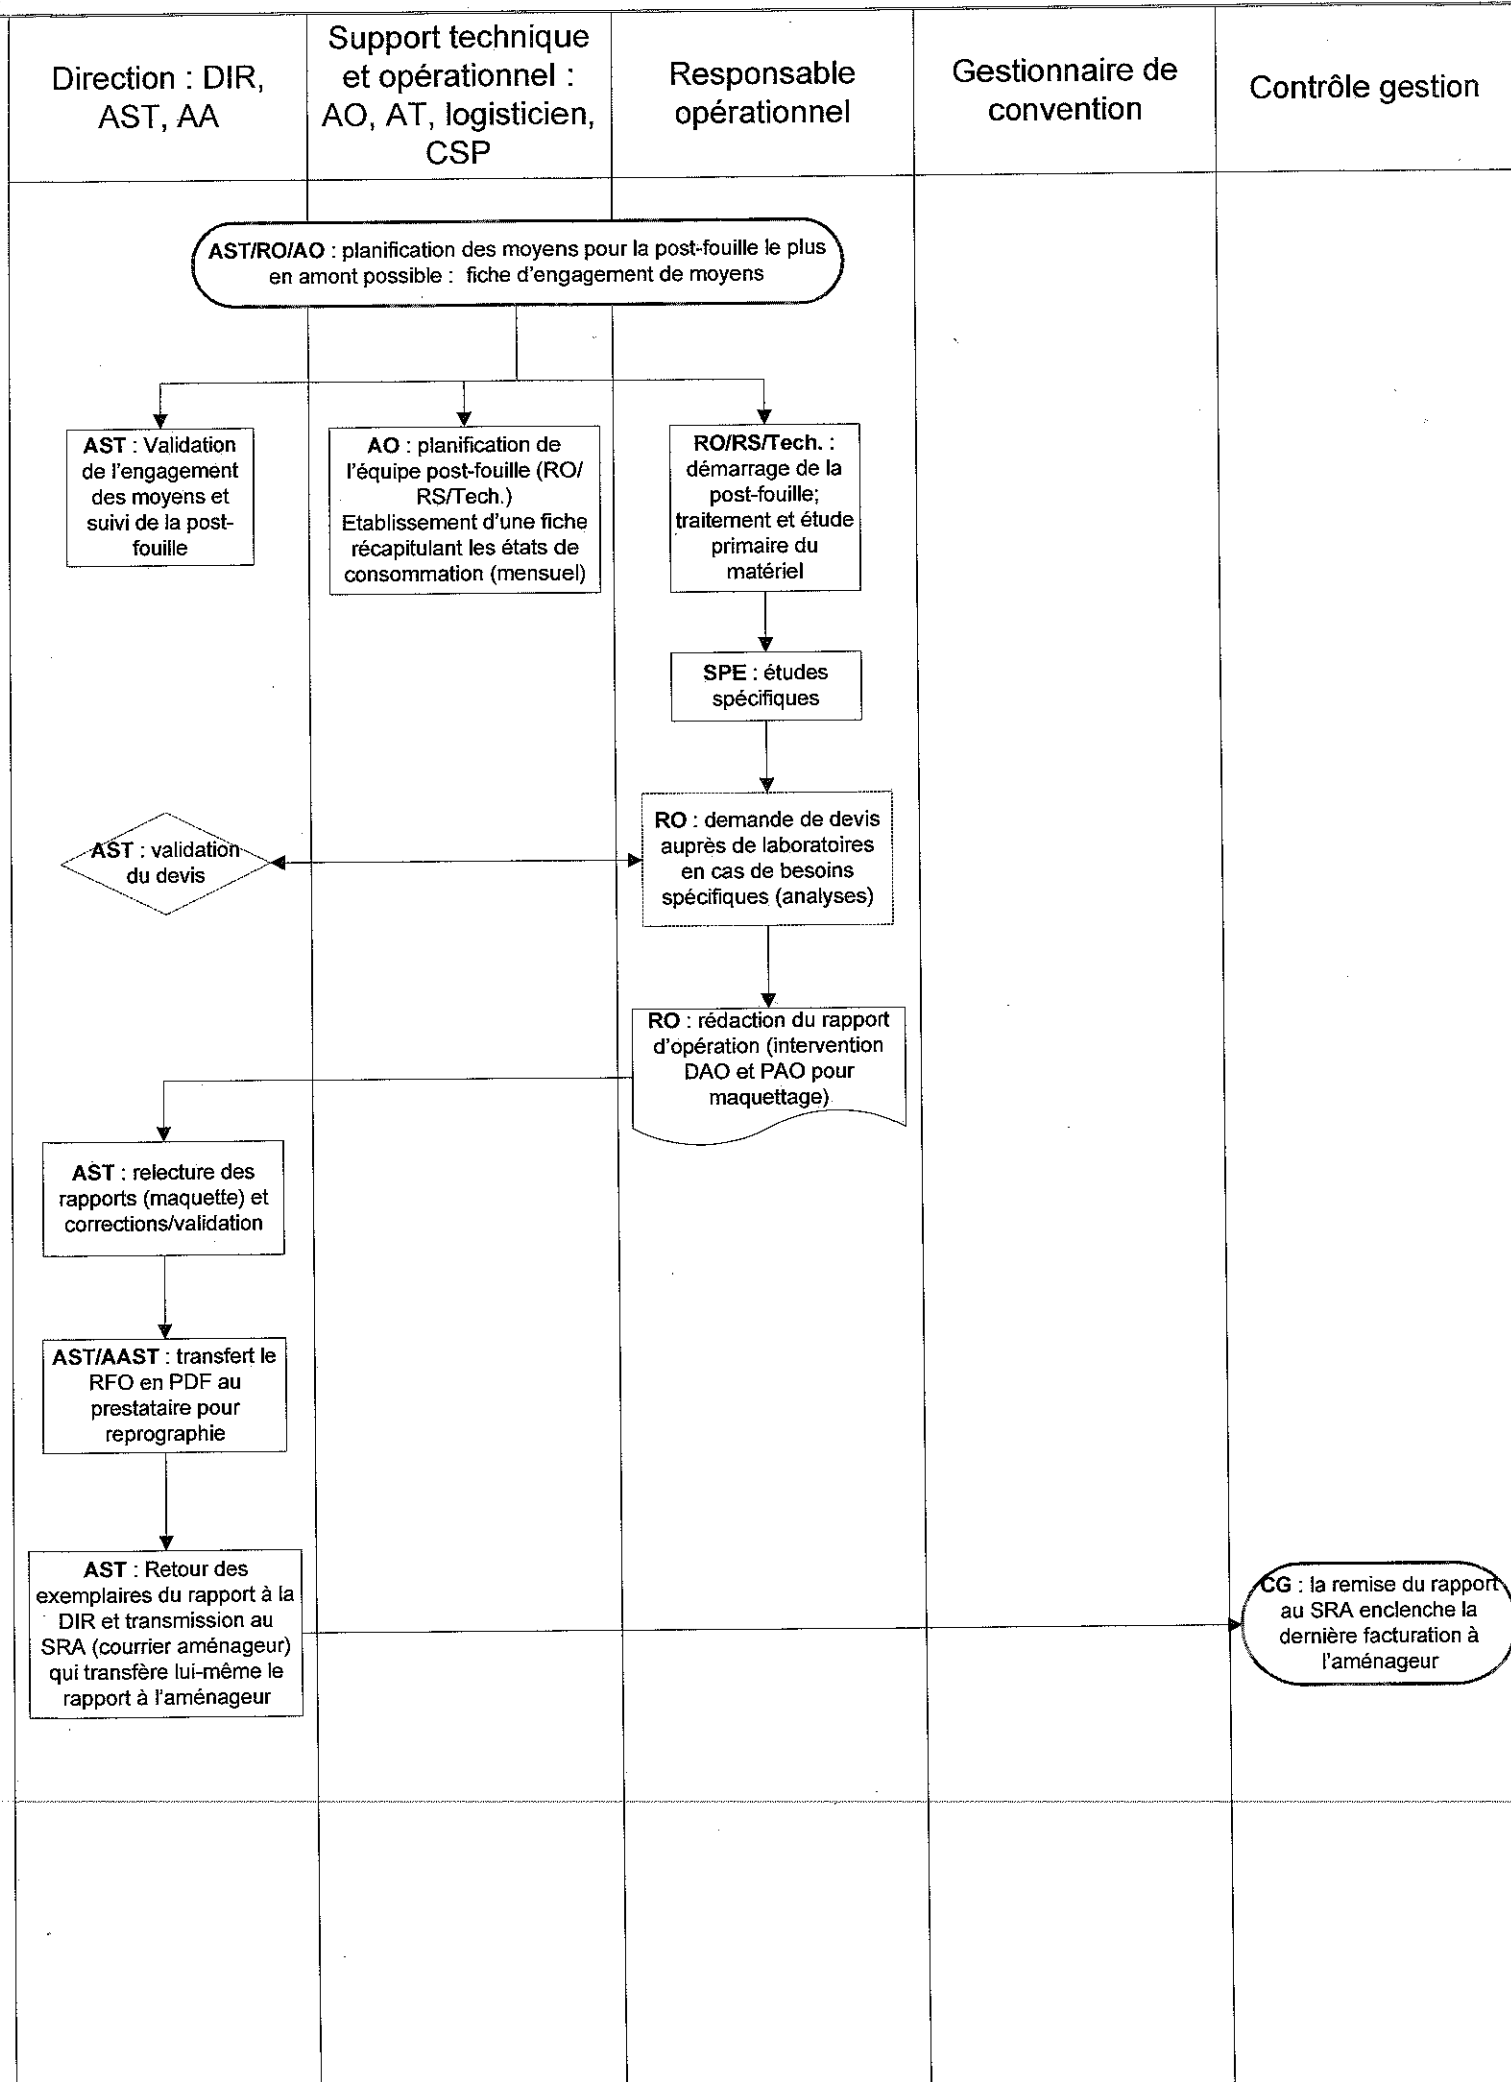 Direction : DIR,
AST, AA
Support technique
et opérationnel :
AO, AT, logisticien,
CSP
Responsable
opérationnel
Gestionnaire de
convention
Contrôle gestion
AST/RO/AO : planification des moyens pour la post-fouille le plus
en amont possible : fiche d'engagement de moyens
AST : Validation
de l'engagement
des moyens et
suivi de la post-
fouille
AO : planification de
l'équipe post-fouille (RO/
RS/Tech.)
Etablissement d'une fiche
récapitulant les états de
consommation (mensuel)
RO/RS/Tech. :
démarrage de la
post-fouille;
traitement et étude
primaire du
matériel
SPE : études
spécifiques
AST : validation
du devis
RO : demande de devis
auprès de laboratoires
en cas de besoins
spécifiques (analyses)
RO : rédaction du rapport
d'opération (intervention
DAO et PAO pour
maquettage)
AST : relecture des
rapports (maquette) et
corrections/validation
AST/AAST : transfert le
RFO en PDF au
prestataire pour
reprographie
AST : Retour des
exemplaires du rapport à la
DIR et transmission au
SRA (courrier aménageur)
qui transfère lui-même le
rapport à l'aménageur
CG : la remise du rapport
au SRA enclenche la
dernière facturation à
l'aménageur